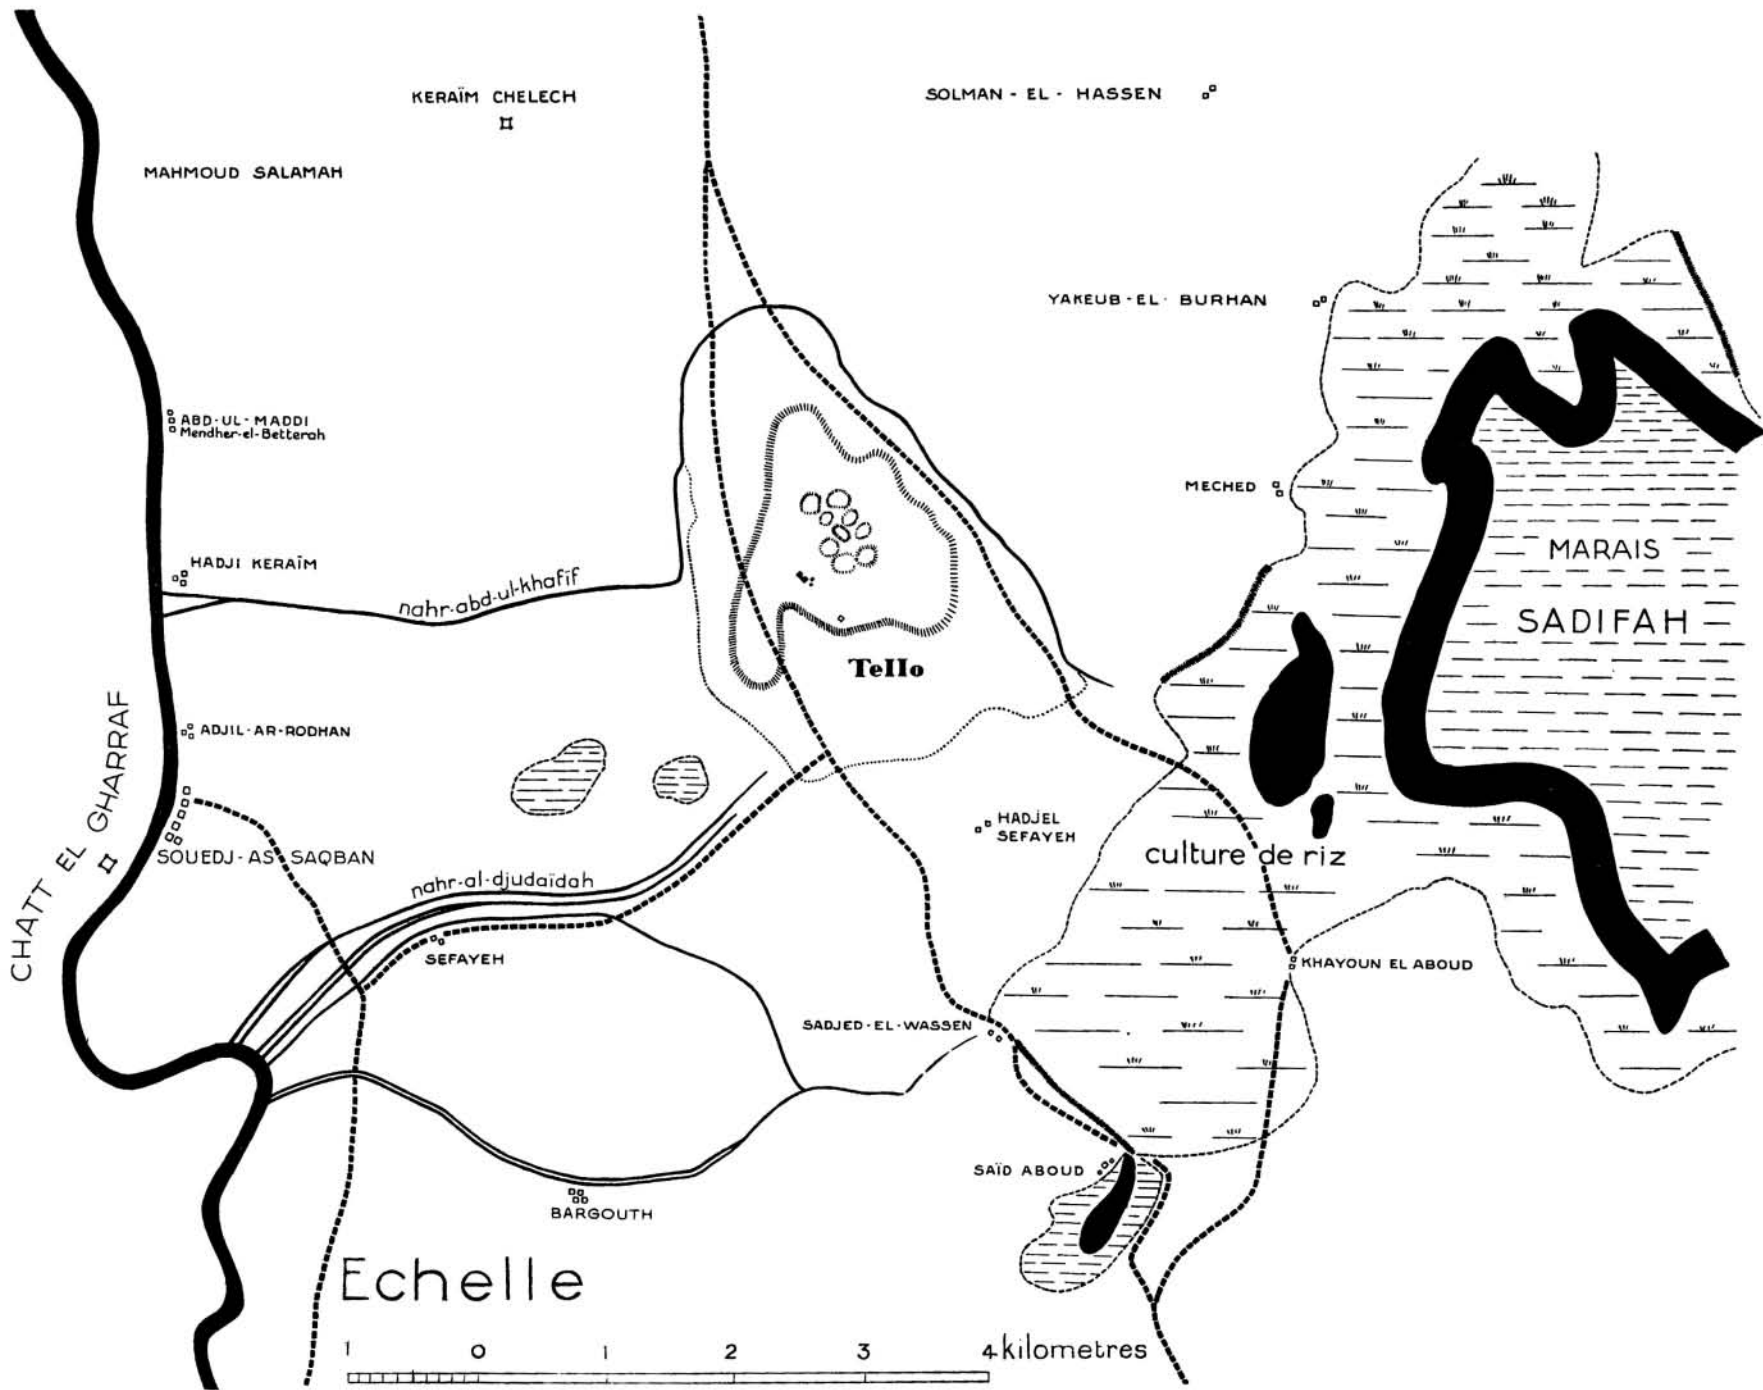 KERAÏM CHELECH
SOLMAN - EL - HASSEN
MAHMOUD SALAMAH
YAKEUB - EL - BURHAN
ABD-UL-MADDI
Mendher-el-Betterah
MECHED
HADJI KERAÏM
nahr-abd-ul-khafif
MARAIS
SADIFAH
Tello
ADJIL-AR-RODHAN
CHATT EL GHARRAF
HADJEL
SEFAYEH
SOUEDJ-AS-SAQBAN
culture de riz
nahr-al-djudaïdah
SEFAYEH
KHAYOUN EL ABOUD
SADJED-EL-WASSEN
SAÏD ABOUD
BARGOUTH
Echelle
1 0 1 2 3 4 kilometres